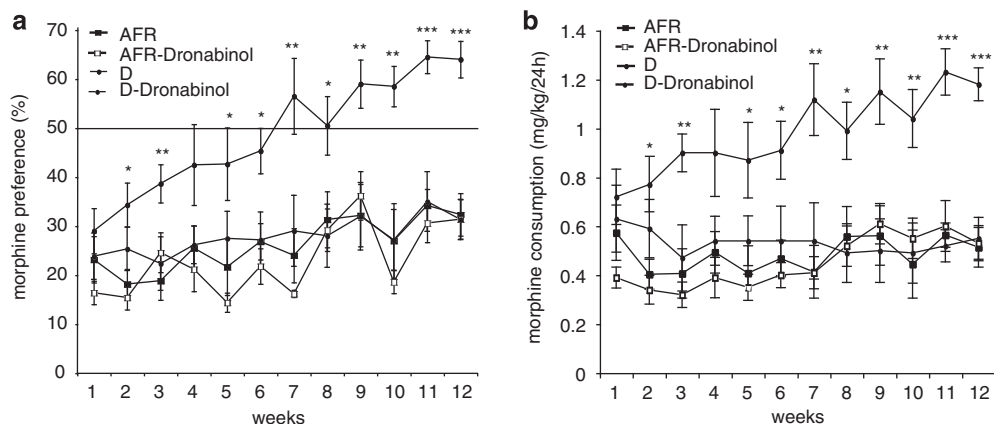 a
morphine preference (%)
70
60
50
40
30
20
10
0
AFR
AFR-Dronabinol
D
D-Dronabinol
* ** * * ** * ** ** *** ***
1 2 3 4 5 6 7 8 9 10 11 12
weeks
b
morphine consumption (mg/kg/24h)
1.4
1.2
1
0.8
0.6
0.4
0.2
0
AFR
AFR-Dronabinol
D
D-Dronabinol
* ** * * ** * ** ** *** ***
1 2 3 4 5 6 7 8 9 10 11 12
weeks